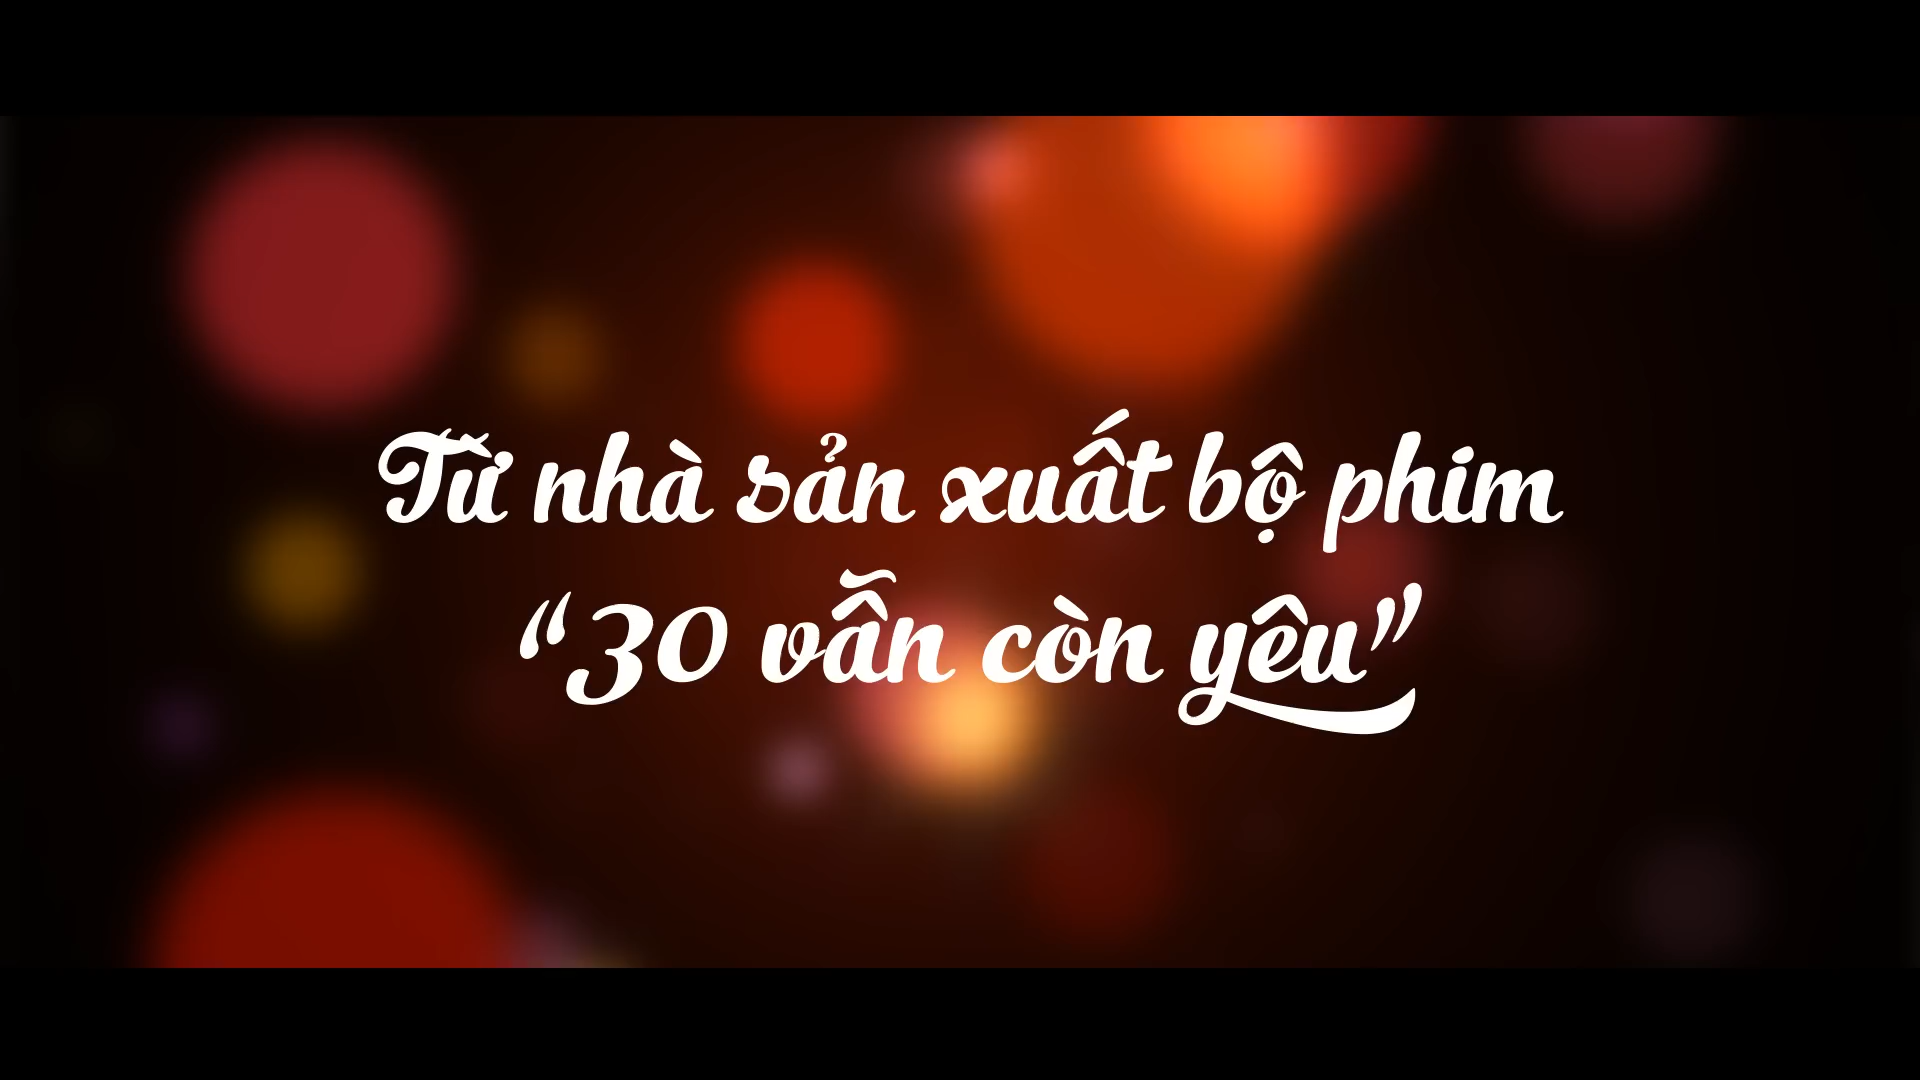 Từ nhà sản xuất bộ phim
“30 vẫn còn yêu”